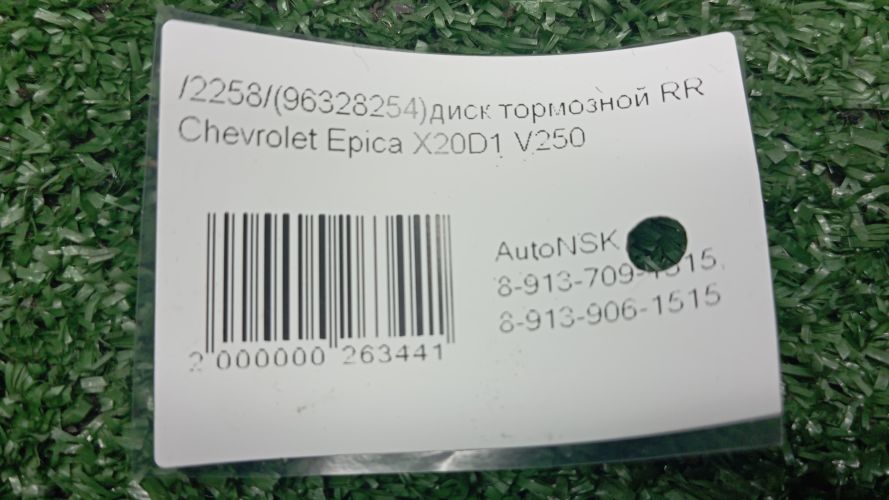 /2258/(96328254)диск тормозной RR
Chevrolet Epica X20D1 V250
AutoNSK
8-913-709-1515,
8-913-906-1515
2 000000 263441